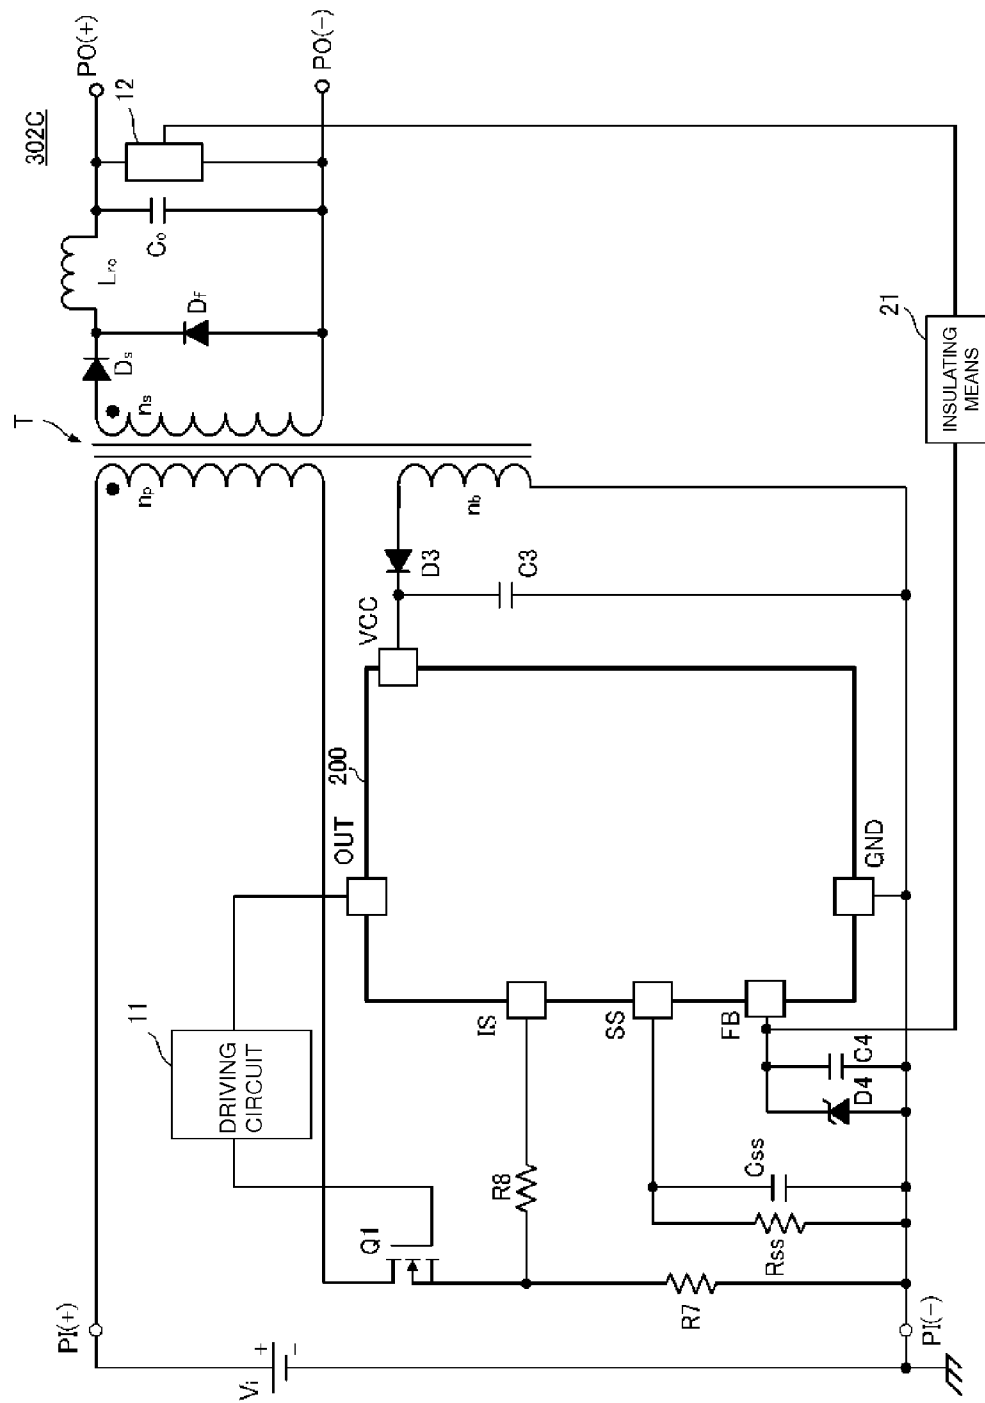 302C
PI(+)
Vi
+
−
PI(−)
Q1
R7
R8
DRIVING
CIRCUIT
11
OUT
200
VCC
IS
SS
FB
GND
Rss
Css
D4
C4
D3
C3
T
np
ns
nb
Ds
Df
Lro
Co
12
PO(+)
PO(−)
INSULATING
MEANS
21